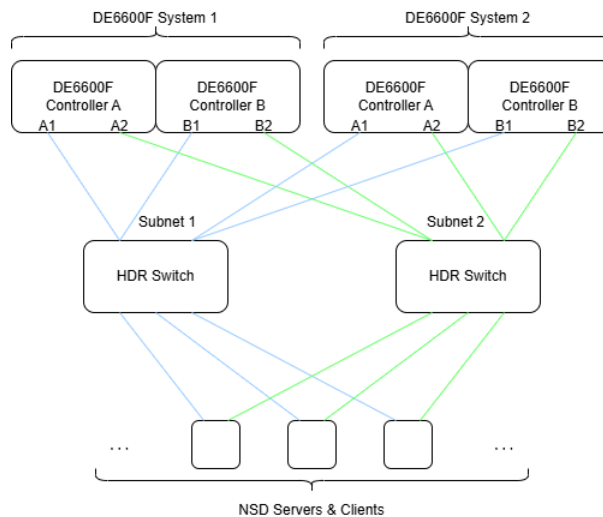 DE6600F System 1
DE6600F System 2
DE6600F
Controller A
DE6600F
Controller B
DE6600F
Controller A
DE6600F
Controller B
A1
A2
B1
B2
A1
A2
B1
B2
Subnet 1
Subnet 2
HDR Switch
HDR Switch
...
...
NSD Servers & Clients